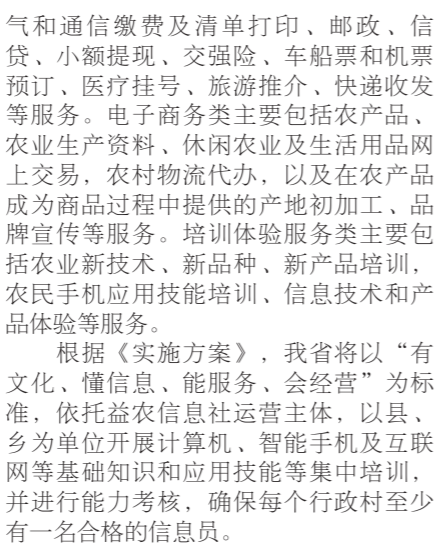 气和通信缴费及清单打印、邮政、信
贷、小额提现、交强险、车船票和机票
预订、医疗挂号、旅游推介、快递收发
等服务。电子商务类主要包括农产品、
农业生产资料、休闲农业及生活用品网
上交易，农村物流代办，以及在农产品
成为商品过程中提供的产地初加工、品
牌宣传等服务。培训体验服务类主要包
括农业新技术、新品种、新产品培训，
农民手机应用技能培训、信息技术和产
品体验等服务。
根据《实施方案》，我省将以“有
文化、懂信息、能服务、会经营”为标
准，依托益农信息社运营主体，以县、
乡为单位开展计算机、智能手机及互联
网等基础知识和应用技能等集中培训，
并进行能力考核，确保每个行政村至少
有一名合格的信息员。